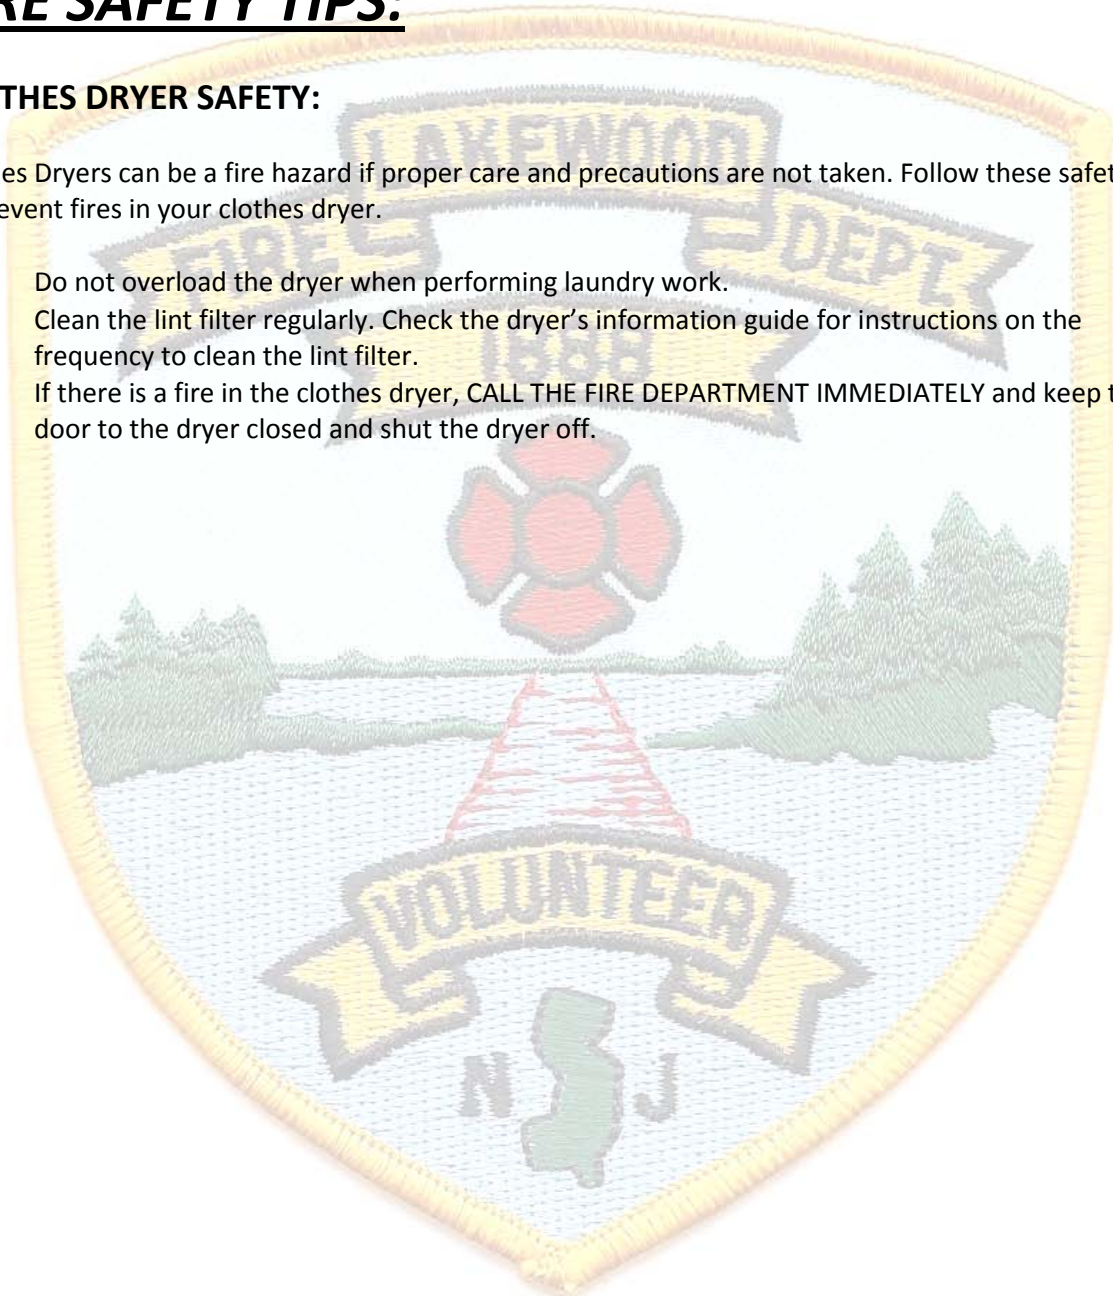 RE SAFETY TIPS:
THES DRYER SAFETY:
es Dryers can be a fire hazard if proper care and precautions are not taken. Follow these safet
event fires in your clothes dryer.
Do not overload the dryer when performing laundry work.
Clean the lint filter regularly. Check the dryer's information guide for instructions on the
frequency to clean the lint filter.
If there is a fire in the clothes dryer, CALL THE FIRE DEPARTMENT IMMEDIATELY and keep t
door to the dryer closed and shut the dryer off.
LAKEWOOD
FIRE DEPT.
1888
VOLUNTEER
N J